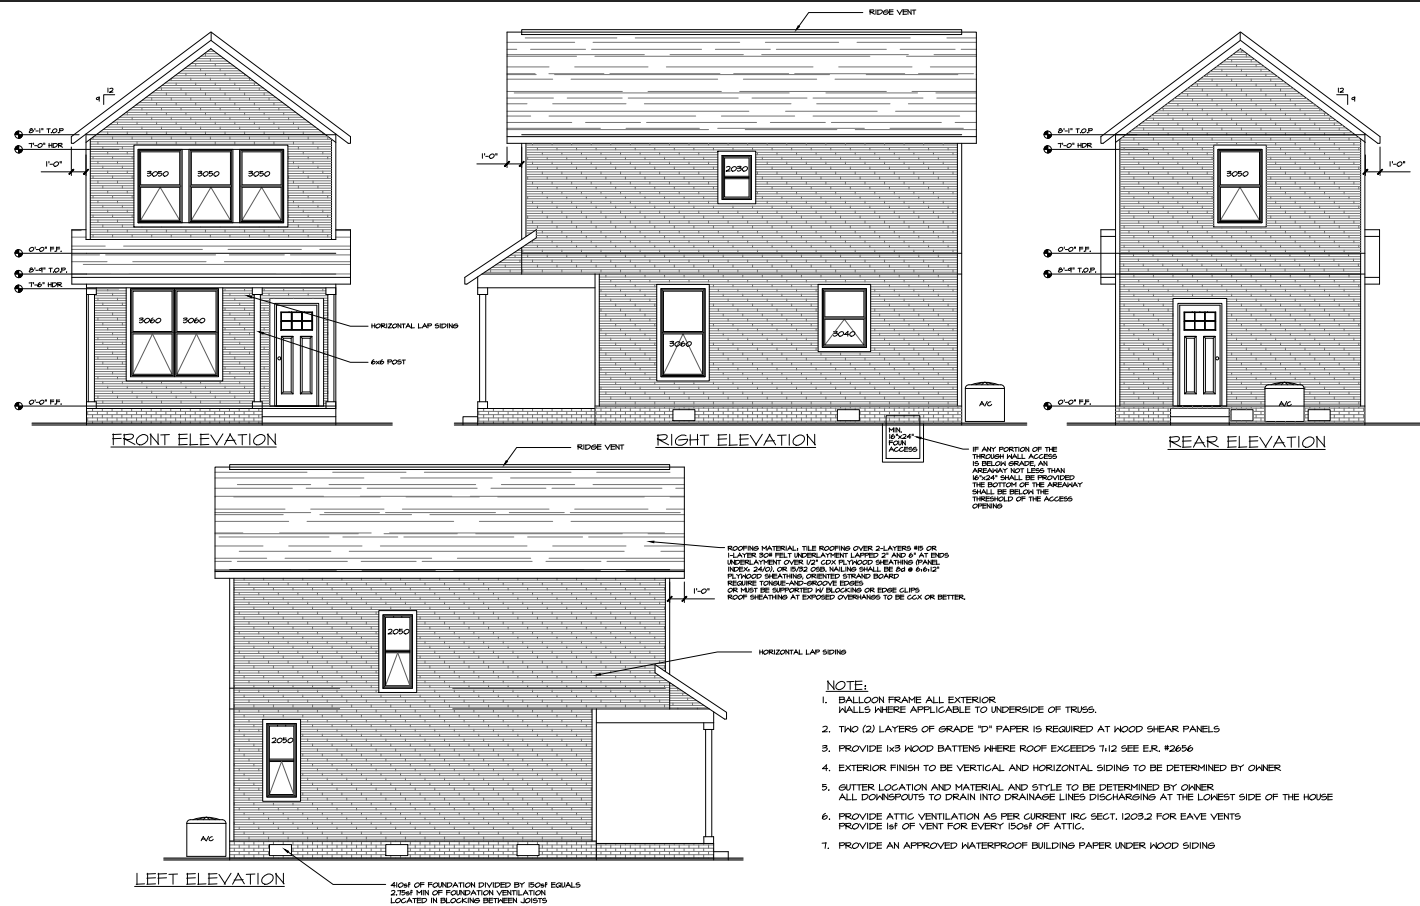 RIDGE VENT
12
9
8'-1" T.O.P
7'-0" HDR
1'-0"
3050
3050
3050
0'-0" F.F.
8'-9" T.O.P.
7'-6" HDR
3060
3060
HORIZONTAL LAP SIDING
6x6 POST
0'-0" F.F.
FRONT ELEVATION
1'-0"
2030
3060
3040
A/C
RIGHT ELEVATION
MIN.
16"x24"
FOUN
ACCESS
IF ANY PORTION OF THE
THROUGH WALL ACCESS
IS BELOW GRADE, AN
AREAWAY NOT LESS THAN
16"x24" SHALL BE PROVIDED
THE BOTTOM OF THE AREAWAY
SHALL BE BELOW THE
THRESHOLD OF THE ACCESS
OPENING
12
9
8'-1" T.O.P
7'-0" HDR
1'-0"
3050
0'-0" F.F.
8'-9" T.O.P.
0'-0" F.F.
A/C
REAR ELEVATION
RIDGE VENT
ROOFING MATERIAL: TILE ROOFING OVER 2-LAYERS #15 OR
1-LAYER 30# FELT UNDERLAYMENT LAPPED 2" AND 6" AT ENDS
UNDERLAYMENT OVER 1/2" CDX PLYWOOD SHEATHING (PANEL
INDEX: 24/0), OR 15/32 OSB. NAILING SHALL BE 8d @ 6:6:12"
PLYWOOD SHEATHING, ORIENTED STRAND BOARD
REQUIRE TONGUE-AND-GROOVE EDGES
OR MUST BE SUPPORTED W/ BLOCKING OR EDGE CLIPS
ROOF SHEATHING AT EXPOSED OVERHANGS TO BE CCX OR BETTER.
1'-0"
2050
HORIZONTAL LAP SIDING
2050
A/C
LEFT ELEVATION
410sf OF FOUNDATION DIVIDED BY 150sf EQUALS
2.75sf MIN OF FOUNDATION VENTILATION
LOCATED IN BLOCKING BETWEEN JOISTS
NOTE:
1. BALLOON FRAME ALL EXTERIOR
WALLS WHERE APPLICABLE TO UNDERSIDE OF TRUSS.
2. TWO (2) LAYERS OF GRADE "D" PAPER IS REQUIRED AT WOOD SHEAR PANELS
3. PROVIDE 1x3 WOOD BATTENS WHERE ROOF EXCEEDS 7:12 SEE E.R. #2656
4. EXTERIOR FINISH TO BE VERTICAL AND HORIZONTAL SIDING TO BE DETERMINED BY OWNER
5. GUTTER LOCATION AND MATERIAL AND STYLE TO BE DETERMINED BY OWNER
ALL DOWNSPOUTS TO DRAIN INTO DRAINAGE LINES DISCHARGING AT THE LOWEST SIDE OF THE HOUSE
6. PROVIDE ATTIC VENTILATION AS PER CURRENT IRC SECT. 1203.2 FOR EAVE VENTS
PROVIDE 1sf OF VENT FOR EVERY 150sf OF ATTIC.
7. PROVIDE AN APPROVED WATERPROOF BUILDING PAPER UNDER WOOD SIDING